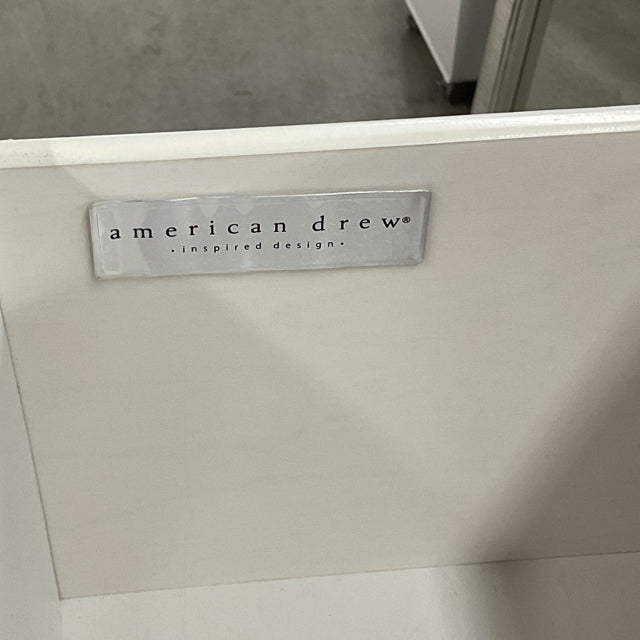 american drew®
•inspired design•